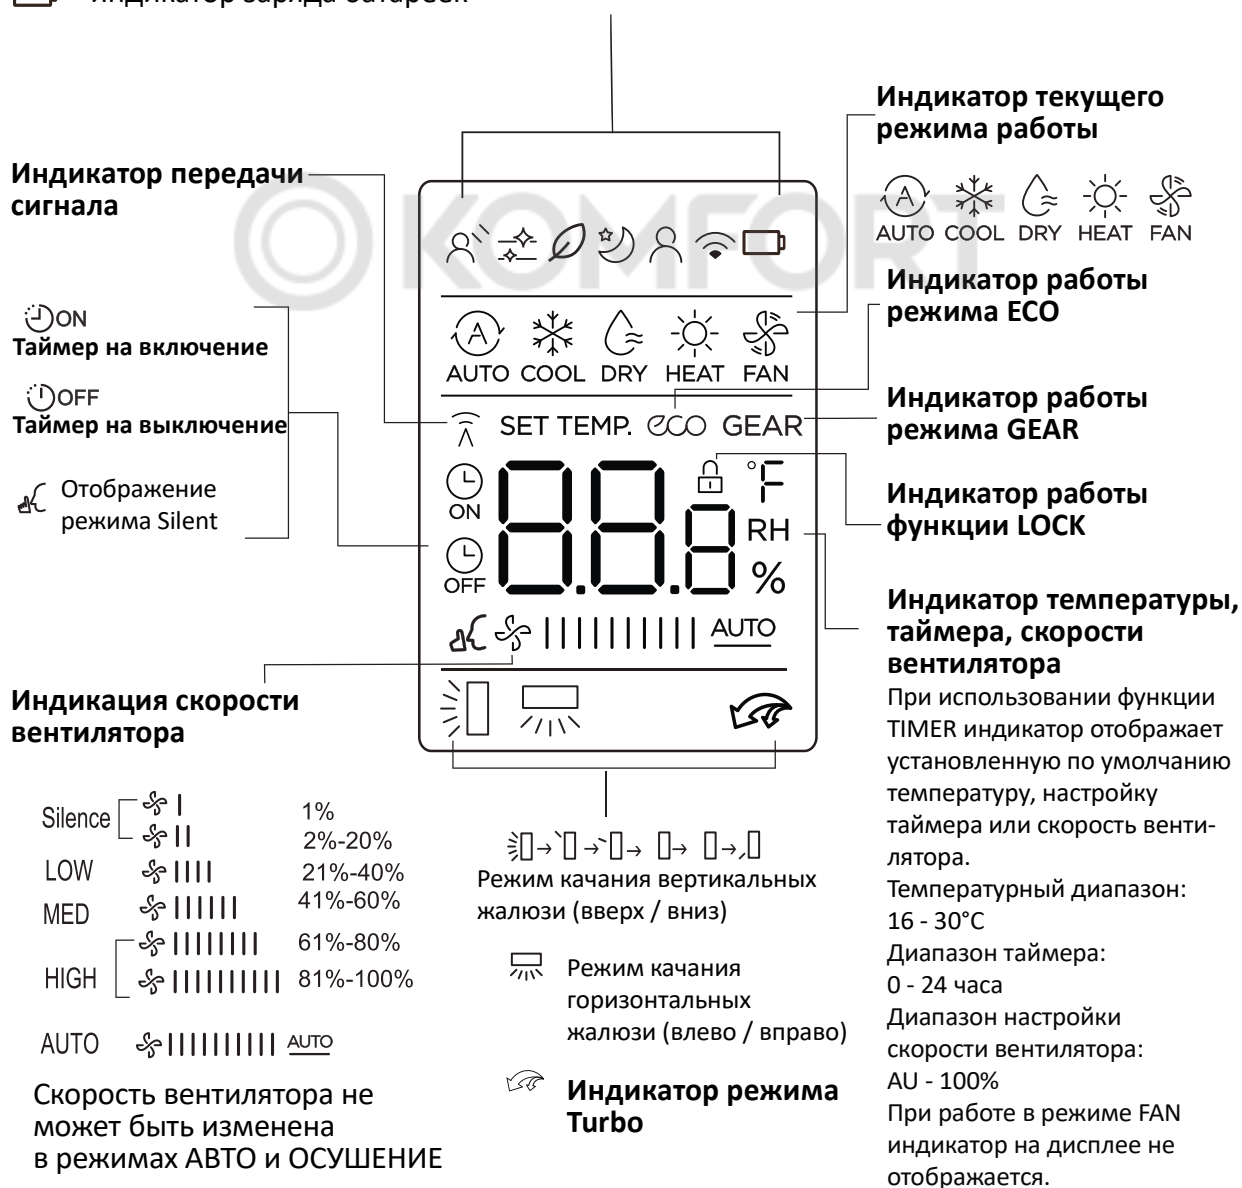 индикатор заряда батареек
Индикатор текущего
режима работы
Индикатор передачи
сигнала
KOMFORT
AUTO COOL DRY HEAT FAN
Индикатор работы
режима ECO
ON
Таймер на включение
OFF
Таймер на выключение
Отображение
режима Silent
AUTO COOL DRY HEAT FAN
SET TEMP. eco GEAR
ON
OFF
88.8.
°F
RH
%
AUTO
Индикатор работы
режима GEAR
Индикатор работы
функции LOCK
Индикатор температуры,
таймера, скорости
вентилятора
При использовании функции
TIMER индикатор отображает
установленную по умолчанию
температуру, настройку
таймера или скорость венти-
лятора.
Температурный диапазон:
16 - 30°C
Диапазон таймера:
0 - 24 часа
Диапазон настройки
скорости вентилятора:
AU - 100%
При работе в режиме FAN
индикатор на дисплее не
отображается.
Индикация скорости
вентилятора
Silence 1%
2%-20%
LOW 21%-40%
MED 41%-60%
HIGH 61%-80%
81%-100%
AUTO AUTO
Скорость вентилятора не
может быть изменена
в режимах АВТО и ОСУШЕНИЕ
Режим качания вертикальных
жалюзи (вверх / вниз)
Режим качания
горизонтальных
жалюзи (влево / вправо)
Индикатор режима
Turbo